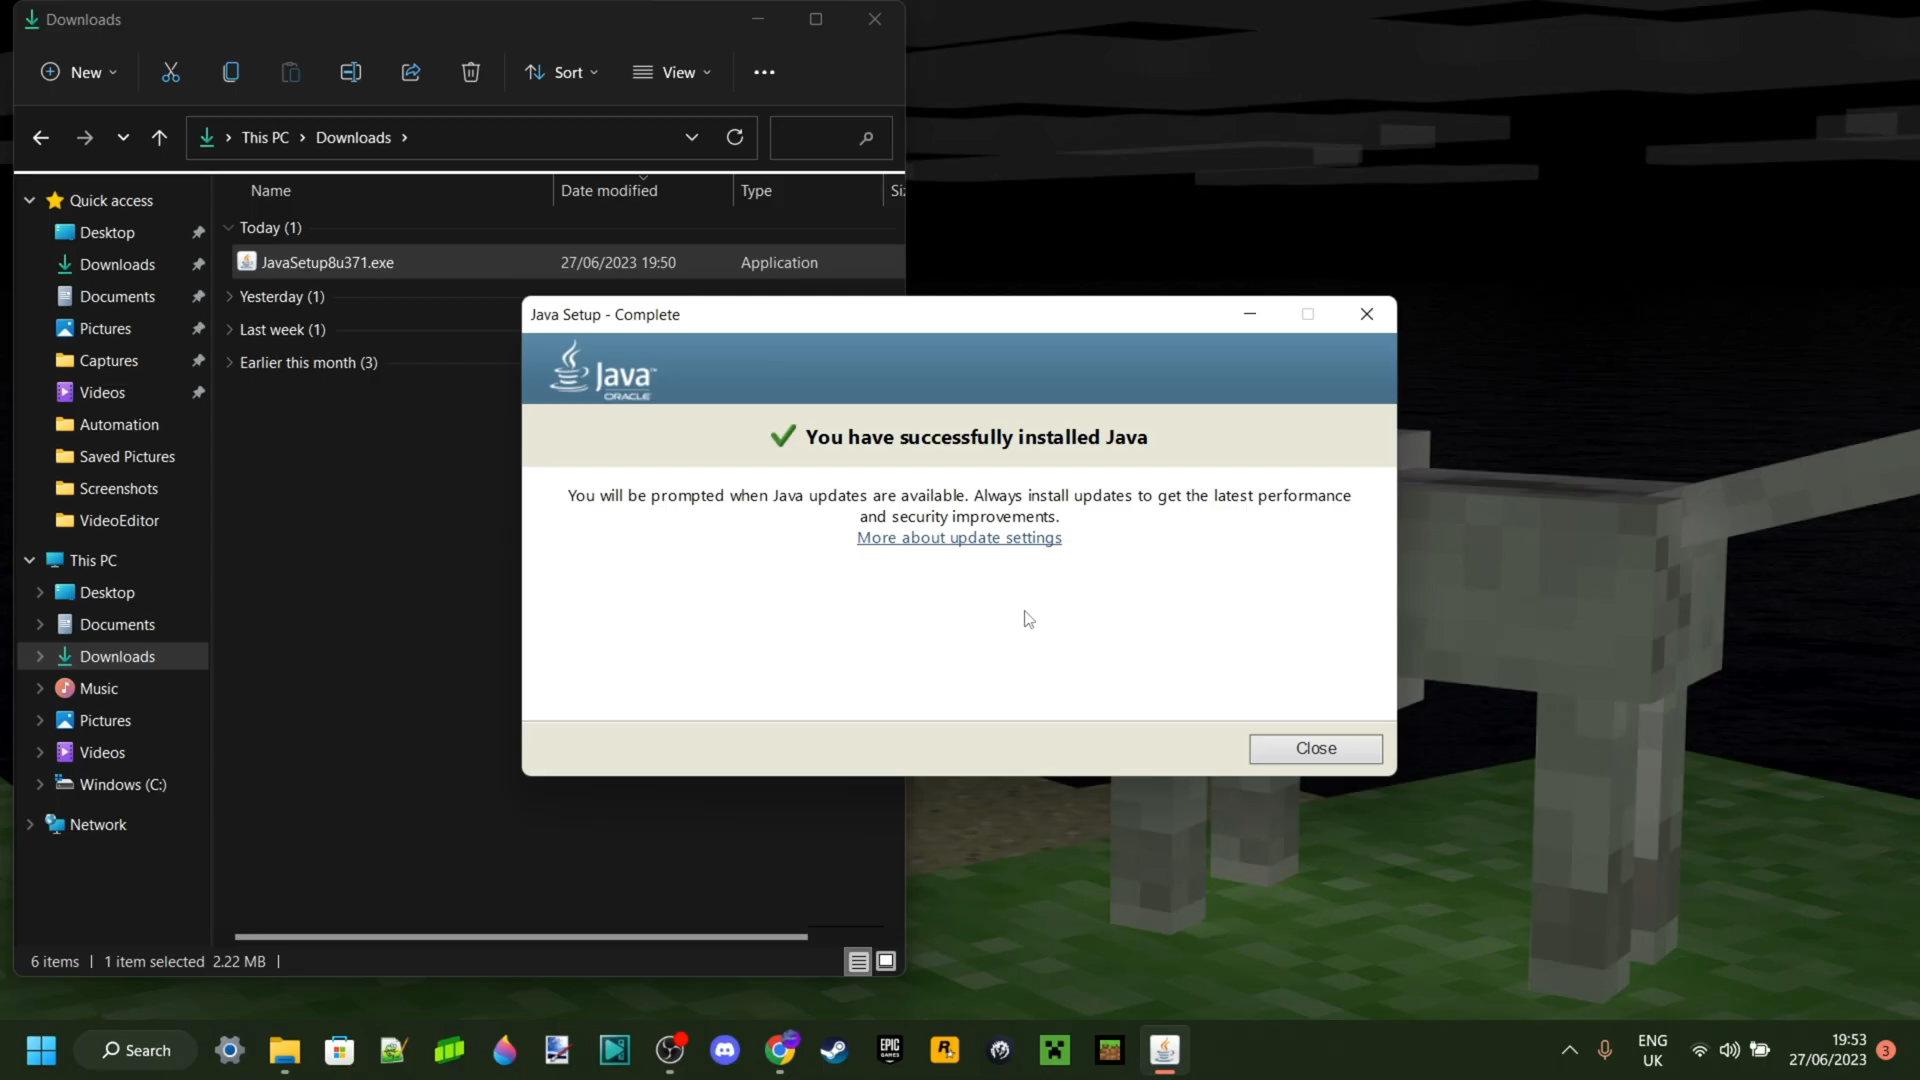 Downloads
New
Sort
View
This PC
Downloads
Name
Date modified
Type
Siz
Quick access
Desktop
Downloads
Documents
Pictures
Captures
Videos
Automation
Saved Pictures
Screenshots
VideoEditor
This PC
Desktop
Documents
Downloads
Music
Pictures
Videos
Windows (C:)
Network
Today (1)
JavaSetup8u371.exe
27/06/2023 19:50
Application
Yesterday (1)
Last week (1)
Earlier this month (3)
6 items
1 item selected 2.22 MB
Java Setup - Complete
Java™
ORACLE
You have successfully installed Java
You will be prompted when Java updates are available. Always install updates to get the latest performance
and security improvements.
More about update settings
Close
Search
EPIC
GAMES
R
ENG
UK
19:53
27/06/2023
3